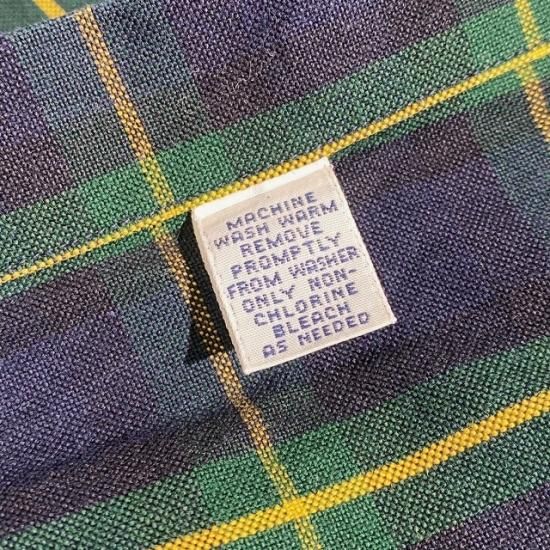 MACHINE
WASH WARM
REMOVE
PROMPTLY
FROM WASHER
ONLY NON-
CHLORINE
BLEACH
AS NEEDED